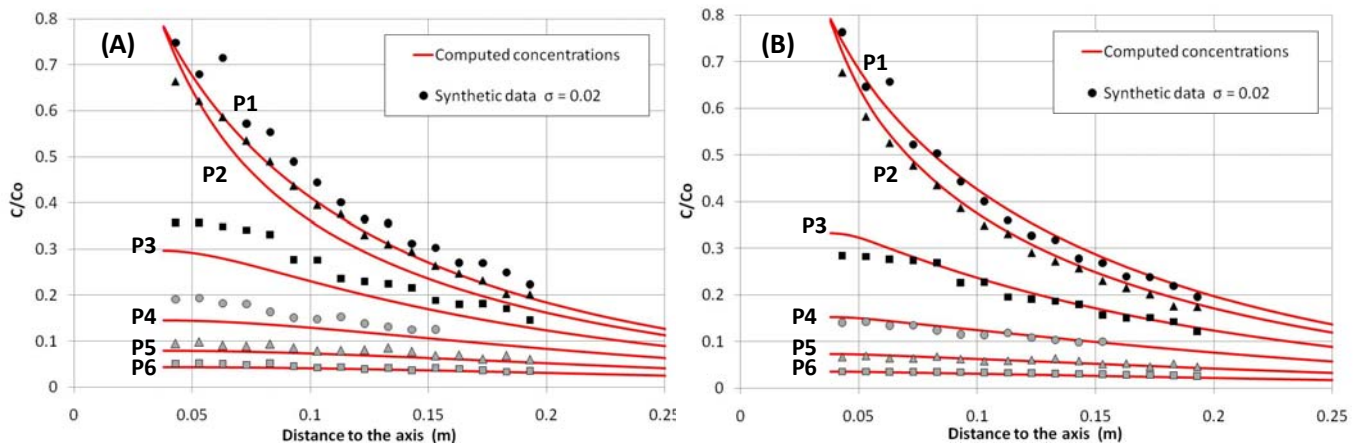 (A)
Computed concentrations
Synthetic data σ = 0.02
P1
P2
P3
P4
P5
P6
C/Co
0.8
0.7
0.6
0.5
0.4
0.3
0.2
0.1
0
0 0.05 0.1 0.15 0.2 0.25
Distance to the axis (m)
(B)
Computed concentrations
Synthetic data σ = 0.02
P1
P2
P3
P4
P5
P6
C/Co
0.8
0.7
0.6
0.5
0.4
0.3
0.2
0.1
0
0 0.05 0.1 0.15 0.2 0.25
Distance to the axis (m)